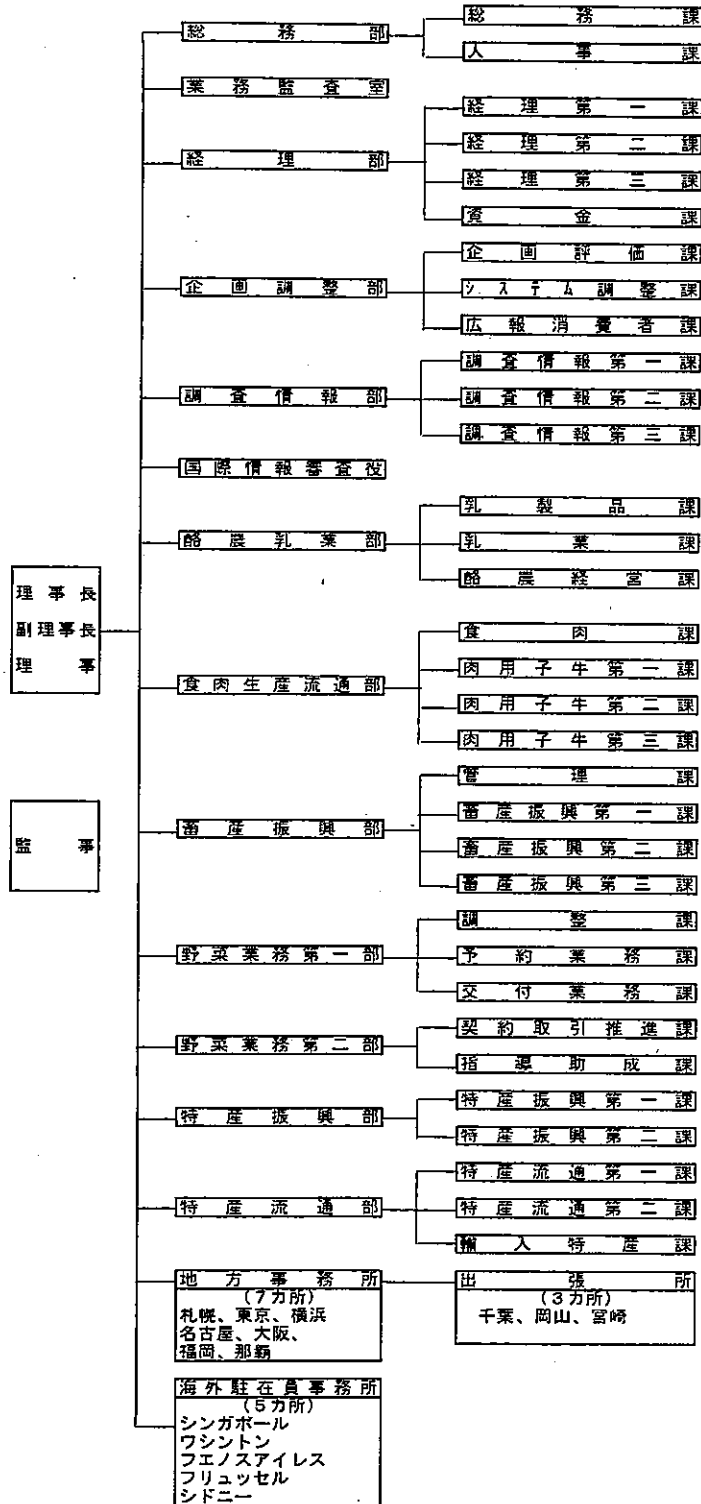 総務部
総務課
人事課
業務監査室
経理部
経理第一課
経理第二課
経理第三課
資金課
企画調整部
企画評価課
システム調整課
広報消費者課
調査情報部
調査情報第一課
調査情報第二課
調査情報第三課
国際情報審査役
酪農乳業部
乳製品課
乳業課
酪農経営課
理事長
副理事長
理事
食肉生産流通部
食肉課
肉用子牛第一課
肉用子牛第二課
肉用子牛第三課
監事
畜産振興部
管理課
畜産振興第一課
畜産振興第二課
畜産振興第三課
野菜業務第一部
調整課
予約業務課
交付業務課
野菜業務第二部
契約取引推進課
指導助成課
特産振興部
特産振興第一課
特産振興第二課
特産流通部
特産流通第一課
特産流通第二課
輸入特産課
地方事務所
(7カ所)
札幌、東京、横浜
名古屋、大阪、
福岡、那覇
出張所
(3カ所)
千葉、岡山、宮崎
海外駐在員事務所
(5カ所)
シンガポール
ワシントン
フエノスアイレス
フリュッセル
シドニー